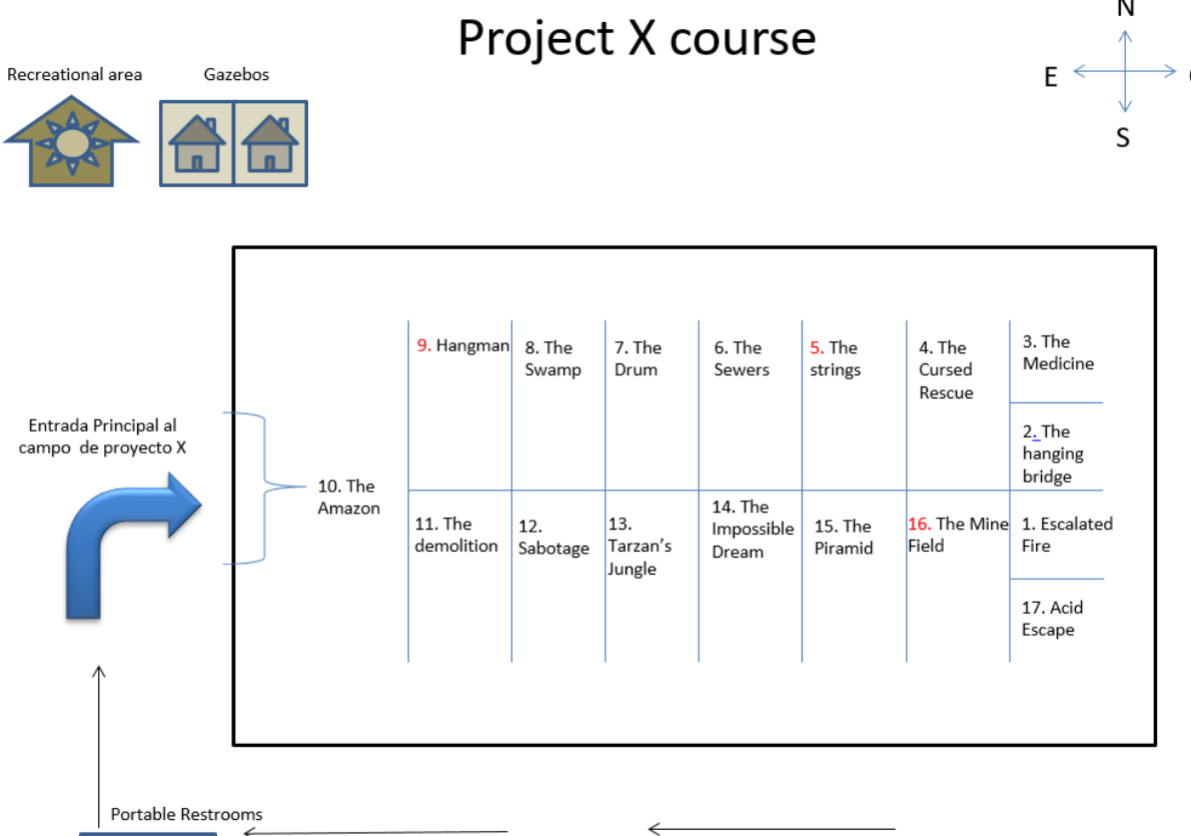 Project X course
N
E
S
Recreational area
Gazebos
9. Hangman
8. The
Swamp
7. The
Drum
6. The
Sewers
5. The
strings
4. The
Cursed
Rescue
3. The
Medicine
2. The
hanging
bridge
Entrada Principal al
campo de proyecto X
10. The
Amazon
11. The
demolition
12.
Sabotage
13.
Tarzan's
Jungle
14. The
Impossible
Dream
15. The
Piramid
16. The Mine
Field
1. Escalated
Fire
17. Acid
Escape
Portable Restrooms